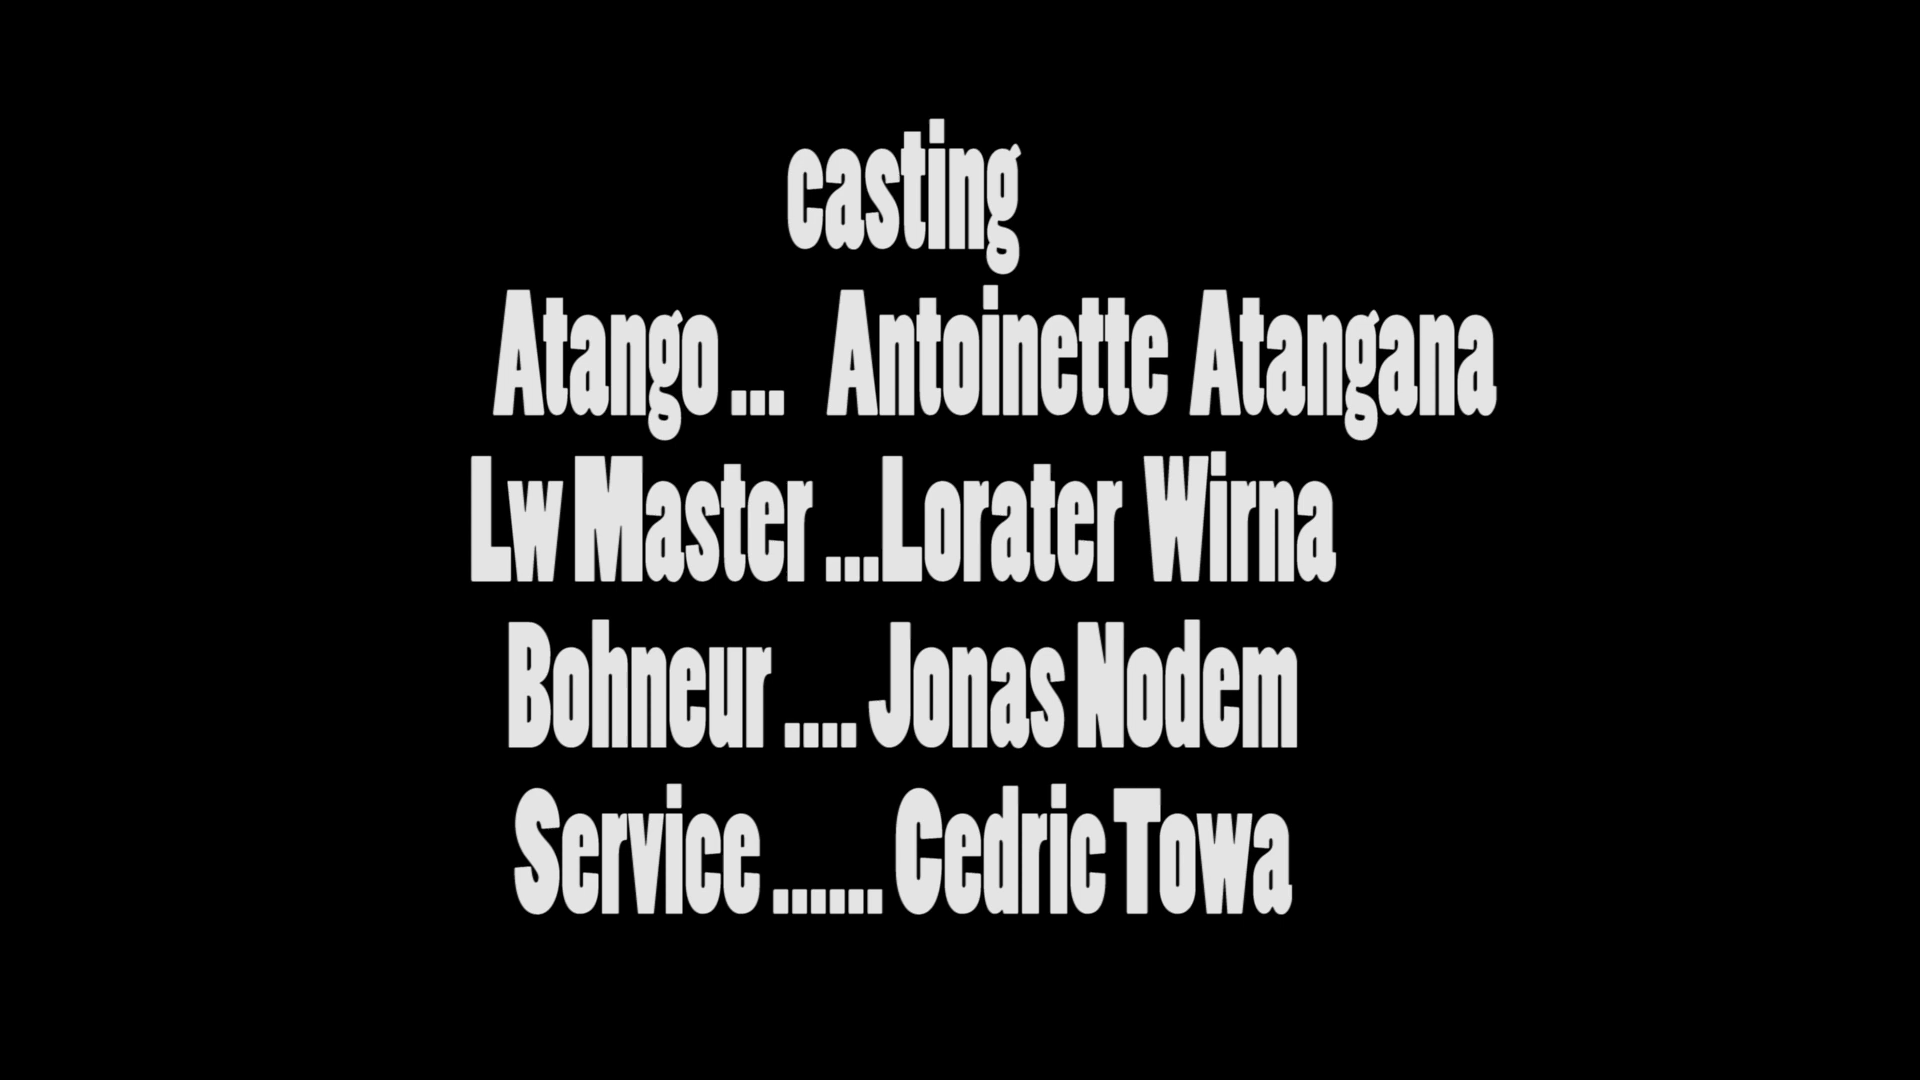 casting
Atango ... Antoinette Atangana
Lw Master ...Lorater Wirna
Bohneur .... Jonas Nodem
Service ...... Cedric Towa